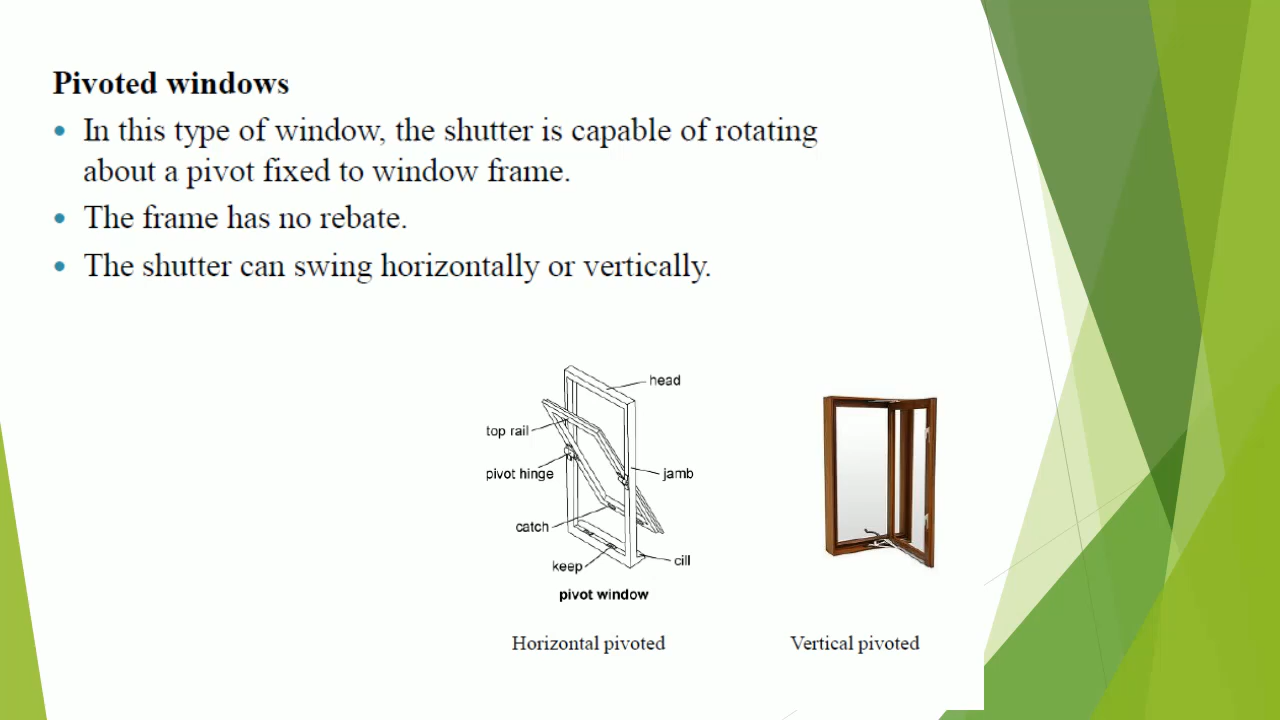 Pivoted windows
• In this type of window, the shutter is capable of rotating
about a pivot fixed to window frame.
• The frame has no rebate.
• The shutter can swing horizontally or vertically.
head
top rail
pivot hinge
jamb
catch
cill
keep
pivot window
Horizontal pivoted
Vertical pivoted